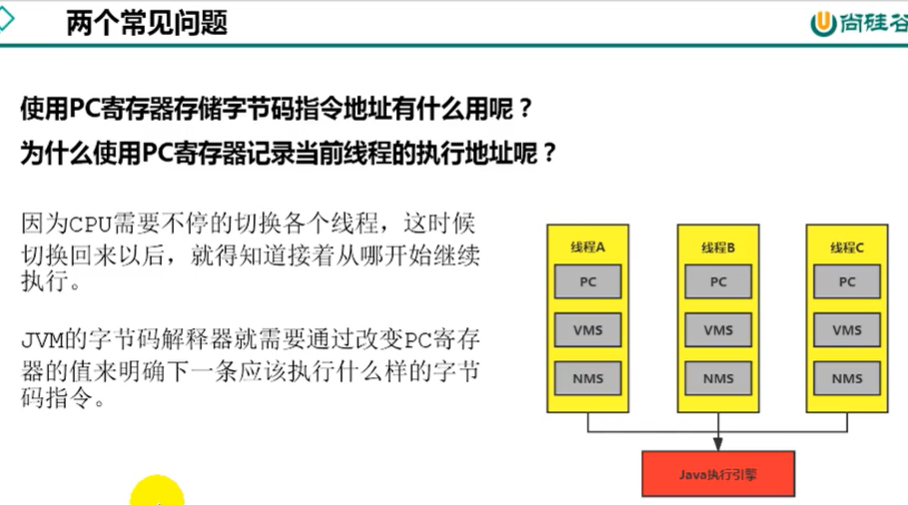 两个常见问题
尚硅谷
使用PC寄存器存储字节码指令地址有什么用呢？
为什么使用PC寄存器记录当前线程的执行地址呢？
因为CPU需要不停的切换各个线程，这时候
切换回来以后，就得知道接着从哪开始继续
执行。
JVM的字节码解释器就需要通过改变PC寄存
器的值来明确下一条应该执行什么样的字节
码指令。
线程A
PC
VMS
NMS
线程B
PC
VMS
NMS
线程C
PC
VMS
NMS
Java执行引擎